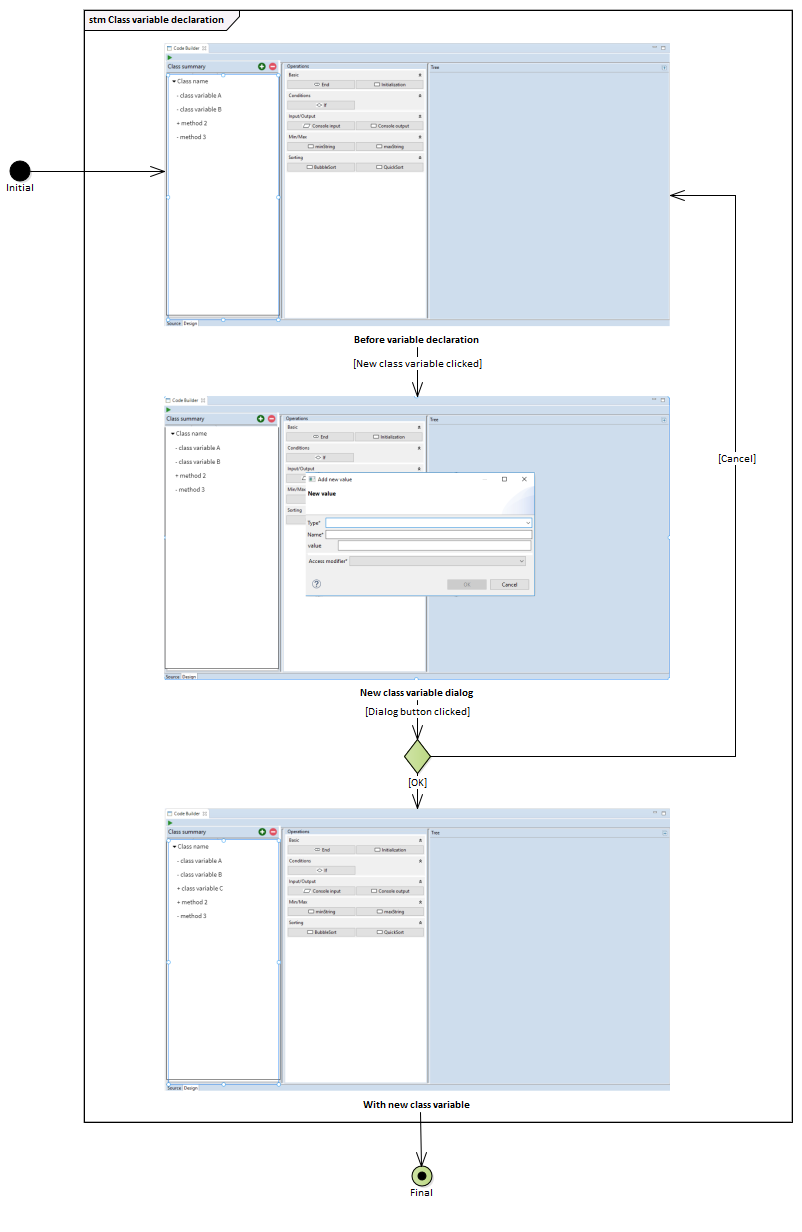 stm Class variable declaration
Code Builder
Class summary
Operations
Tree
Class name
- class variable A
- class variable B
+ method 2
- method 3
Basic
End
Initialization
Conditions
If
Input/Output
Console input
Console output
Min/Max
minString
maxString
Sorting
BubbleSort
QuickSort
Source
Design
Initial
Before variable declaration
[New class variable clicked]
Code Builder
Class summary
Operations
Tree
Class name
- class variable A
- class variable B
+ method 2
- method 3
Basic
End
Initialization
Conditions
If
Input/Output
Min/Max
Sorting
Add new value
New value
Type*
Name*
value
Access modifier*
?
OK
Cancel
Source
Design
[Cancel]
New class variable dialog
[Dialog button clicked]
[OK]
Code Builder
Class summary
Operations
Tree
Class name
- class variable A
- class variable B
+ class variable C
+ method 2
- method 3
Basic
End
Initialization
Conditions
If
Input/Output
Console input
Console output
Min/Max
minString
maxString
Sorting
BubbleSort
QuickSort
Source
Design
With new class variable
Final